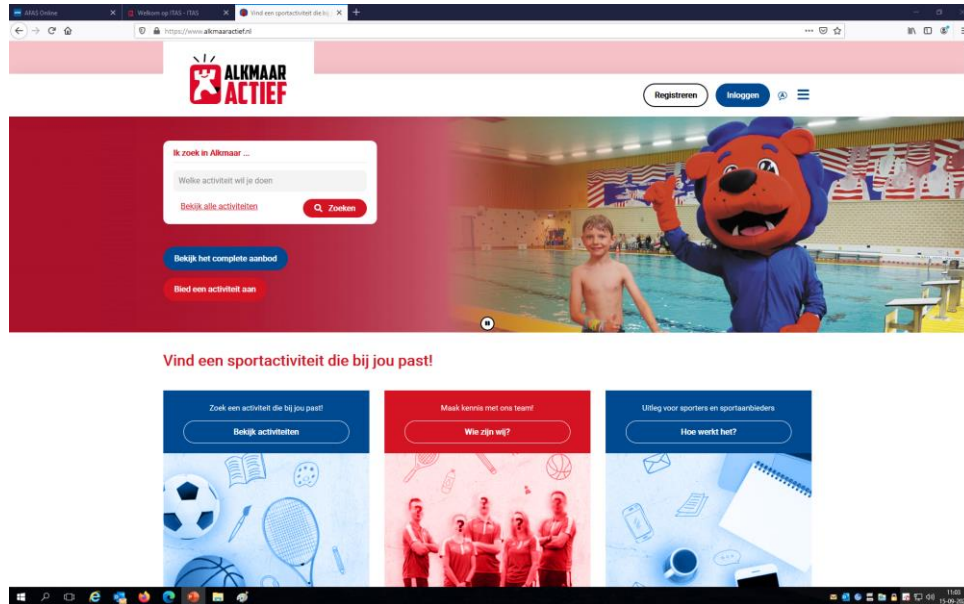 AFAS Online
Welkom op ITAS - ITAS
Vind een sportactiviteit die bij
https://www.alkmaaractief.nl
ALKMAAR
ACTIEF
Registreren
Inloggen
Ik zoek in Alkmaar ...
Welke activiteit wil je doen
Bekijk alle activiteiten
Zoeken
Bekijk het complete aanbod
Bied een activiteit aan
Vind een sportactiviteit die bij jou past!
Zoek een activiteit die bij jou past!
Bekijk activiteiten
Maak kennis met ons team!
Wie zijn wij?
Uitleg voor sporters en sportaanbieders
Hoe werkt het?
11:03